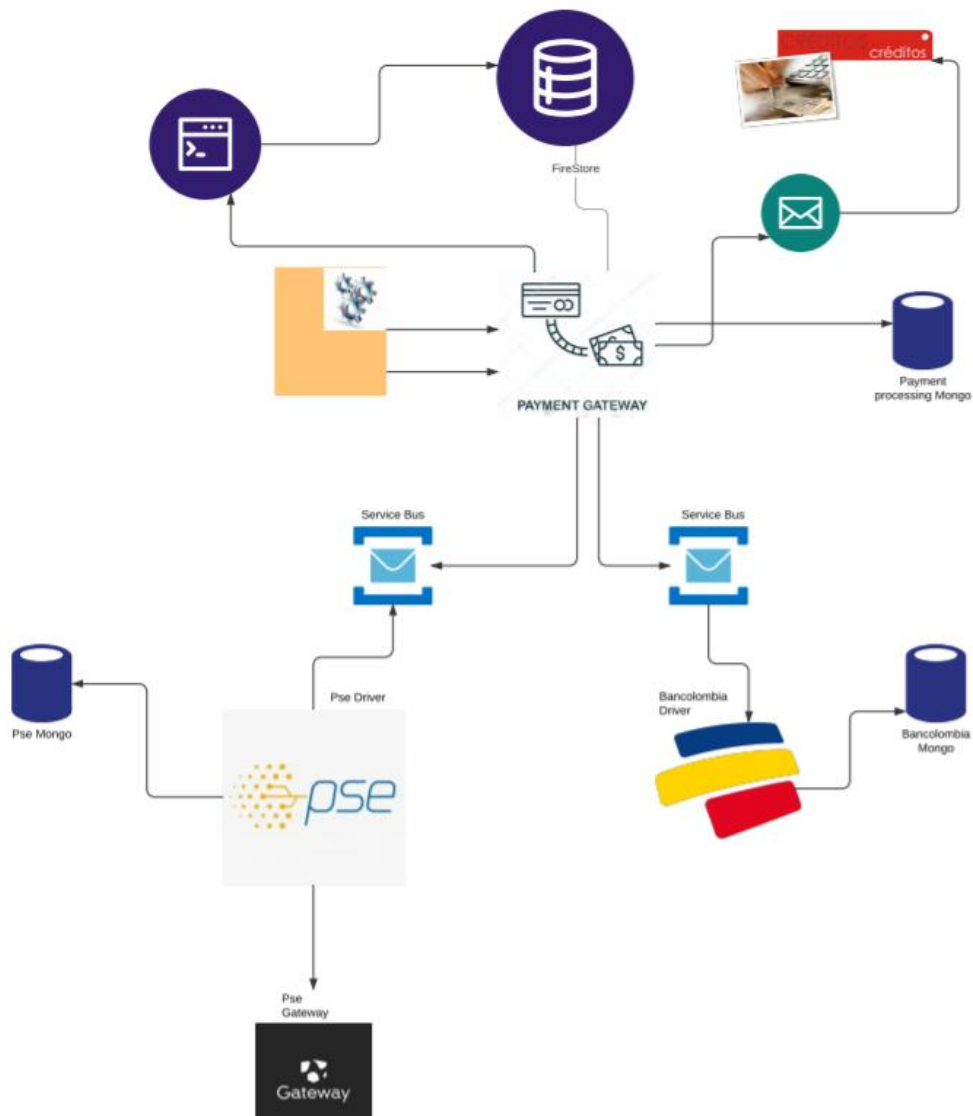 CRÉDITOS
créditos
FireStore
PAYMENT GATEWAY
Payment
processing Mongo
Service Bus
Service Bus
Pse Driver
Bancolombia
Driver
Pse Mongo
Bancolombia
Mongo
pse
Pse
Gateway
Gateway